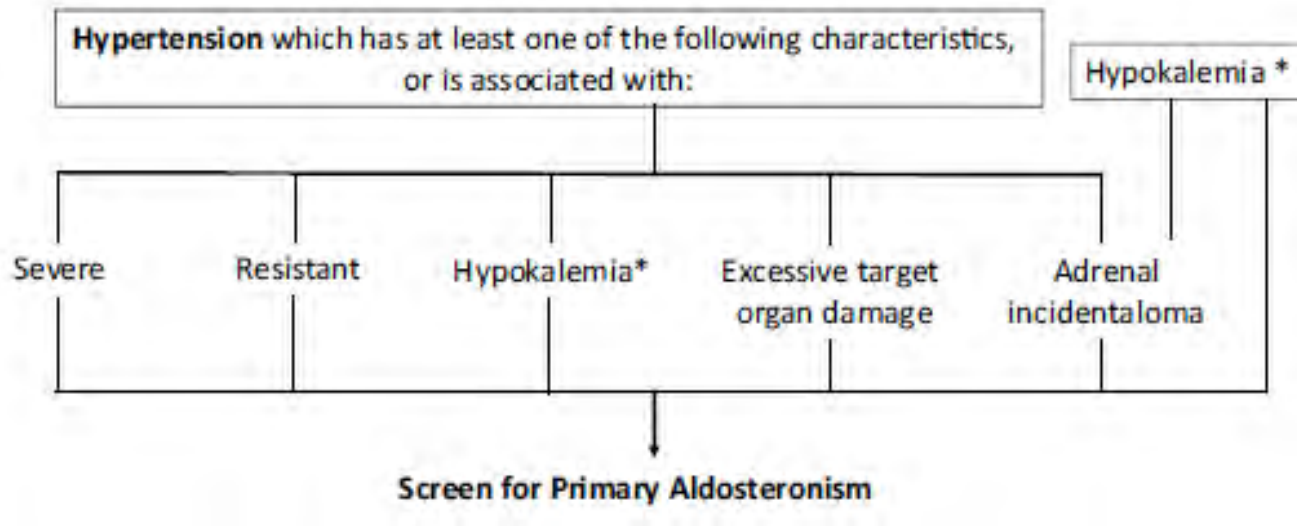 Hypertension which has at least one of the following characteristics,
or is associated with:
Hypokalemia *
Severe
Resistant
Hypokalemia*
Excessive target
organ damage
Adrenal
incidentaloma
Screen for Primary Aldosteronism